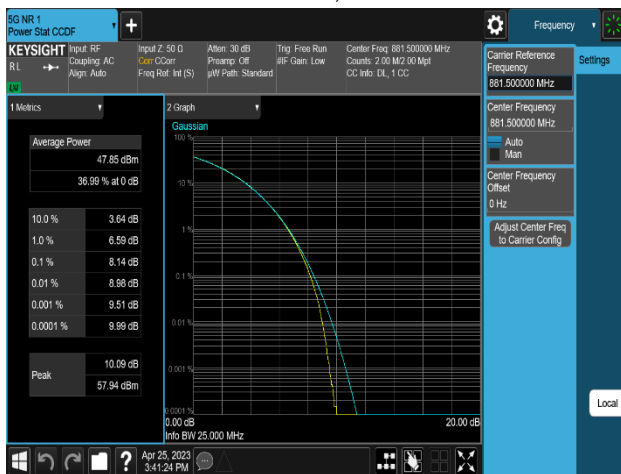 5G NR 1
Power Stat CCDF
Frequency
KEYSIGHT
RL
LV
Input: RF
Coupling: AC
Align: Auto
Input Z: 50 Ω
Corr CCorr
Freq Ref: Int (S)
Atten: 30 dB
Preamp: Off
µW Path: Standard
Trig: Free Run
#IF Gain: Low
Center Freq: 881.500000 MHz
Counts: 2.00 M/2.00 Mpt
CC Info: DL, 1 CC
1 Metrics
Average Power
47.85 dBm
36.99 % at 0 dB
10.0 % 3.64 dB
1.0 % 6.59 dB
0.1 % 8.14 dB
0.01 % 8.98 dB
0.001 % 9.51 dB
0.0001 % 9.99 dB
Peak
10.09 dB
57.94 dBm
2 Graph
Gaussian
100 %
10 %
1 %
0.1 %
0.01 %
0.001 %
0.0001 %
0.00 dB 20.00 dB
Info BW 25.000 MHz
Carrier Reference
Frequency
881.500000 MHz
Center Frequency
881.500000 MHz
Auto
Man
Center Frequency
Offset
0 Hz
Adjust Center Freq
to Carrier Config
Settings
Local
?
Apr 25, 2023
3:41:24 PM